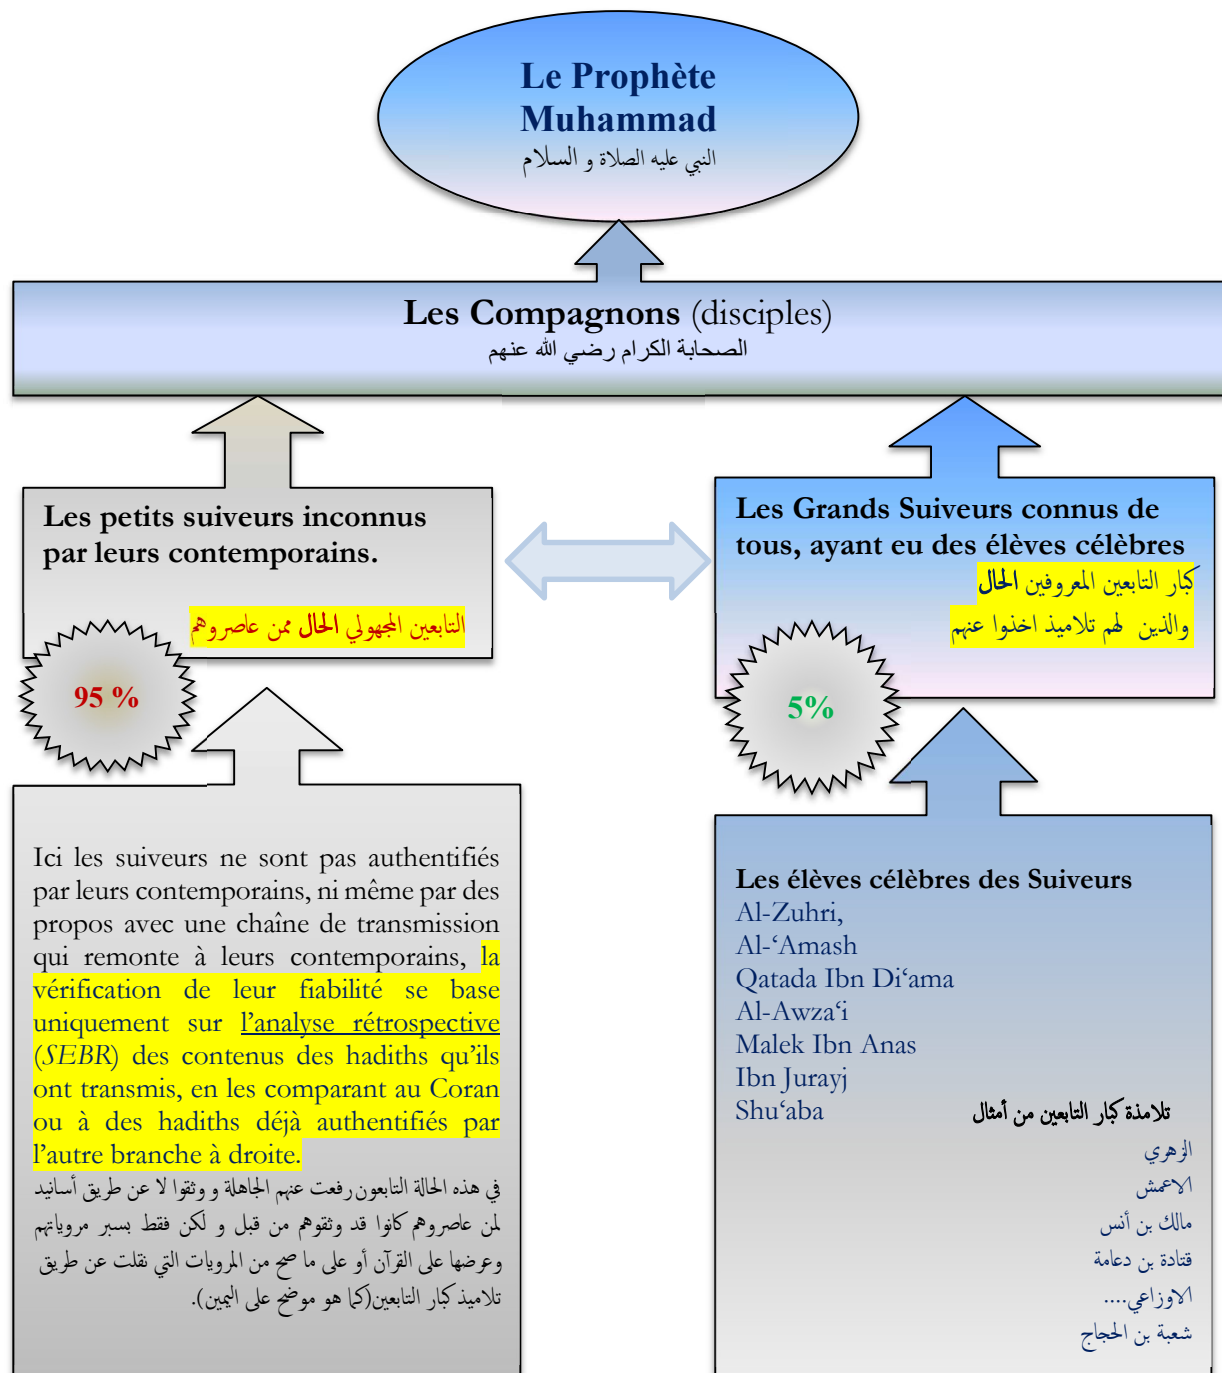 Le Prophète
Muhammad
النبي عليه الصلاة و السلام
Les Compagnons (disciples)
الصحابة الكرام رضي الله عنهم
Les petits suiveurs inconnus
par leurs contemporains.
التابعين المجهولي الحال ممن عاصروهم
95 %
Les Grands Suiveurs connus de
tous, ayant eu des élèves célèbres
كبار التابعين المعروفين الحال
والذين لهم تلاميذ اخذوا عنهم
5%
Ici les suiveurs ne sont pas authentifiés
par leurs contemporains, ni même par des
propos avec une chaîne de transmission
qui remonte à leurs contemporains, la
vérification de leur fiabilité se base
uniquement sur l’analyse rétrospective
(SEBR) des contenus des hadiths qu’ils
ont transmis, en les comparant au Coran
ou à des hadiths déjà authentifiés par
l’autre branche à droite.
في هذه الحالة التابعون رفعت عنهم الجاهلة و وثقوا لا عن طريق أسانيد
لمن عاصروهم كانوا قد وثقوهم من قبل و لكن فقط بسبر مروياتهم
وعرضها على القرآن أو على ما صح من المرويات التي نقلت عن طريق
تلاميذ كبار التابعين(كما هو موضح على اليمين).
Les élèves célèbres des Suiveurs
Al-Zuhri,
Al-‘Amash
Qatada Ibn Di‘ama
Al-Awza‘i
Malek Ibn Anas
Ibn Jurayj
Shu‘aba
تلامذة كبار التابعين من أمثال
الزهري
الاعمش
مالك بن أنس
قتادة بن دعامة
الاوزاعي....
شعبة بن الحجاج